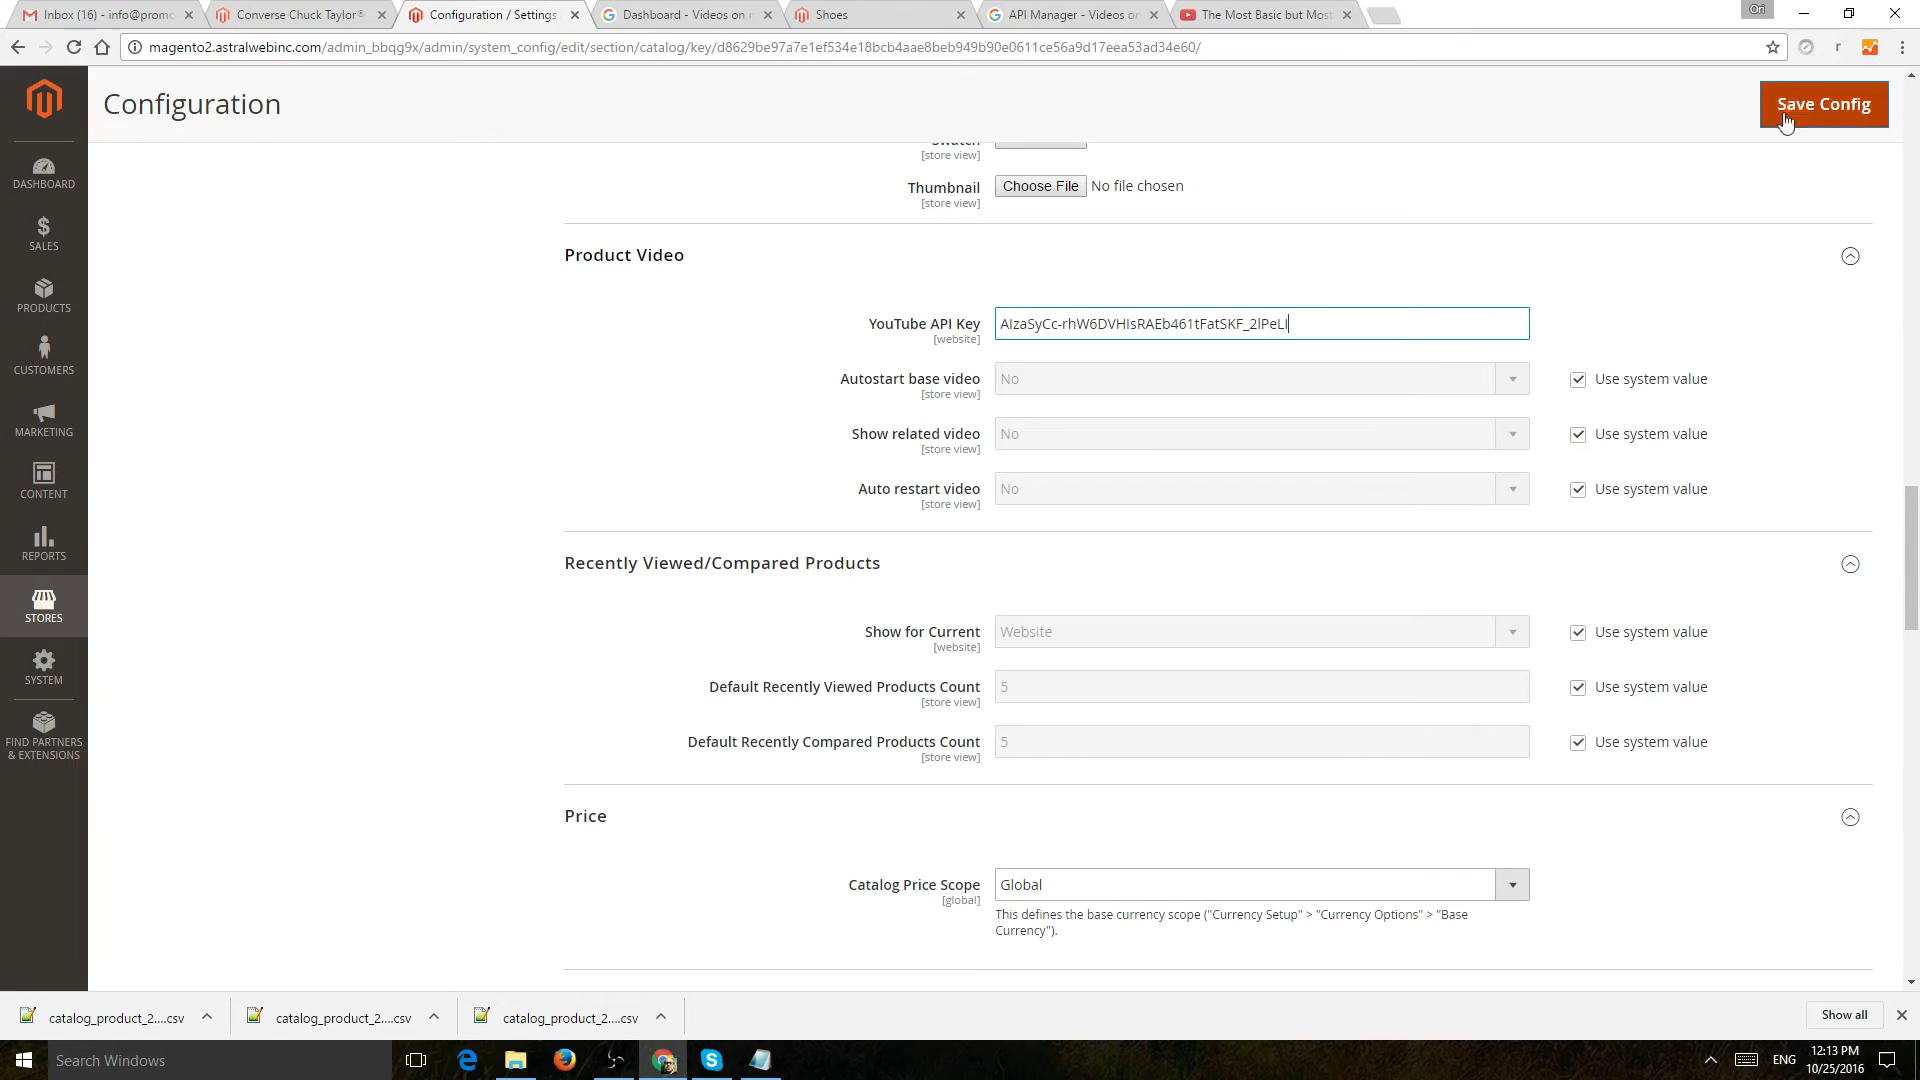 Inbox (16) - info@promo
Converse Chuck Taylor®
Configuration / Settings
Dashboard - Videos on m
Shoes
API Manager - Videos on
The Most Basic but Most
Ori
magento2.astralwebinc.com/admin_bbqg9x/admin/system_config/edit/section/catalog/key/d8629be97a7e1ef534e18bcb4aae8beb949b90e0611ce56a9d17eea53ad34e60/
Configuration
Save Config
DASHBOARD
SALES
PRODUCTS
CUSTOMERS
MARKETING
CONTENT
REPORTS
STORES
SYSTEM
FIND PARTNERS
& EXTENSIONS
Swatch
[store view]
Thumbnail
[store view]
Choose File No file chosen
Product Video
YouTube API Key
[website]
AIzaSyCc-rhW6DVHIsRAEb461tFatSKF_2lPeLI
Autostart base video
[store view]
No
Use system value
Show related video
[store view]
No
Use system value
Auto restart video
[store view]
No
Use system value
Recently Viewed/Compared Products
Show for Current
[website]
Website
Use system value
Default Recently Viewed Products Count
[store view]
5
Use system value
Default Recently Compared Products Count
[store view]
5
Use system value
Price
Catalog Price Scope
[global]
Global
This defines the base currency scope ("Currency Setup" > "Currency Options" > "Base
Currency").
catalog_product_2....csv
catalog_product_2....csv
catalog_product_2....csv
Show all
Search Windows
ENG
12:13 PM
10/25/2016